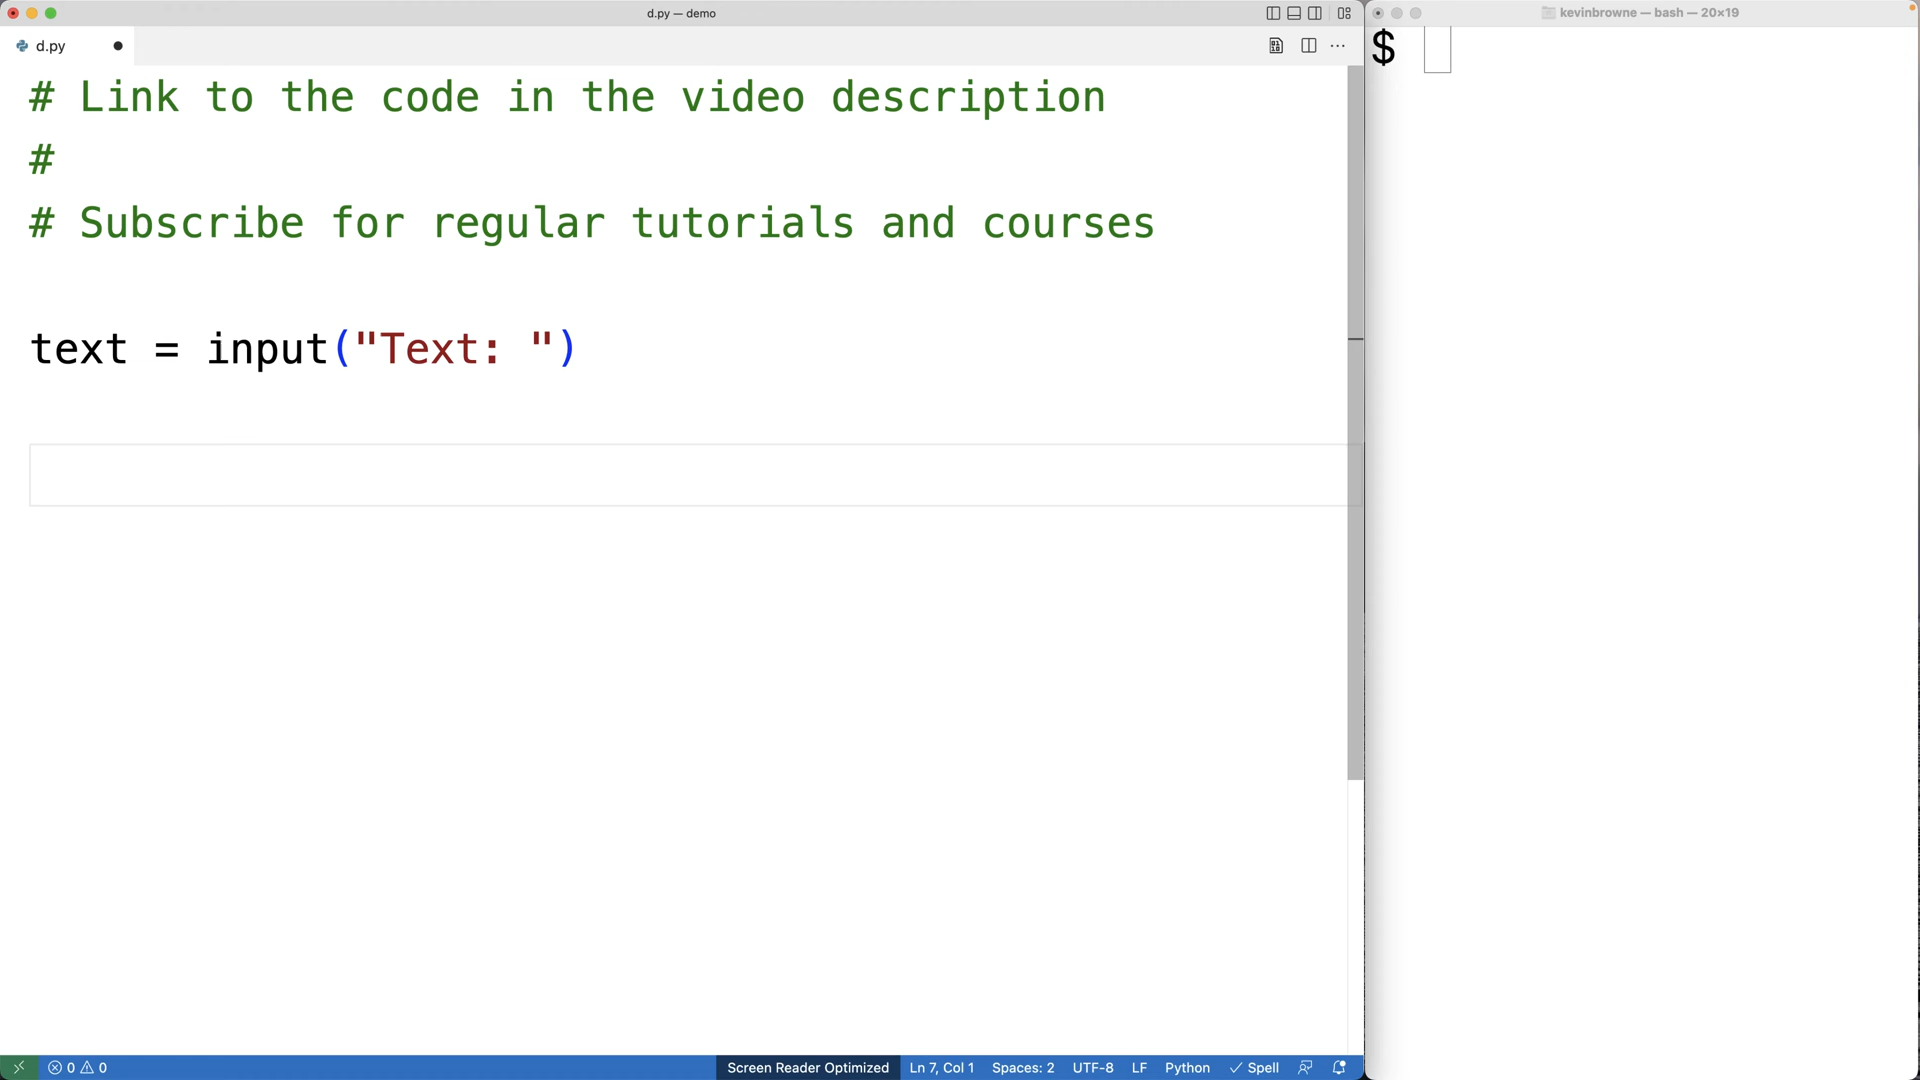 d.py — demo
kevinbrowne — bash — 20×19
d.py
$
# Link to the code in the video description
#
# Subscribe for regular tutorials and courses
text = input("Text: ")
0 0
Screen Reader Optimized
Ln 7, Col 1
Spaces: 2
UTF-8
LF
Python
Spell